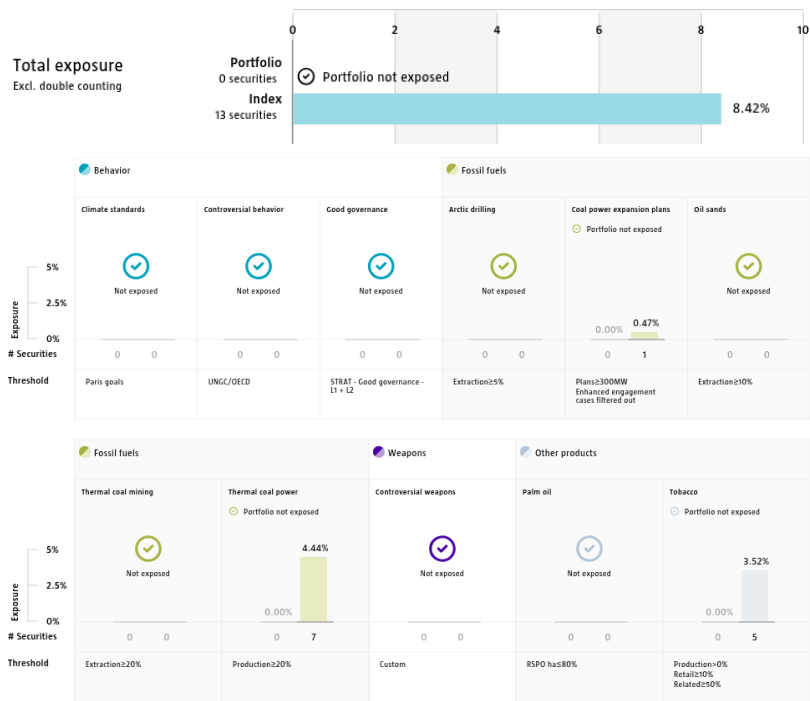 0 2 4 6 8 10
Total exposure
Excl. double counting
Portfolio
0 securities
Portfolio not exposed
Index
13 securities
8.42%
Behavior
Fossil fuels
Climate standards
Controversial behavior
Good governance
Arctic drilling
Coal power expansion plans
Oil sands
Portfolio not exposed
Not exposed
Not exposed
Not exposed
Not exposed
Not exposed
Exposure
5%
2.5%
0%
0.00%
0.47%
# Securities
0 0
0 0
0 0
0 0
0 1
0 0
Threshold
Paris goals
UNGC/OECD
STRAT - Good governance -
L1 + L2
Extraction≥5%
Plans≥300MW
Enhanced engagement
cases filtered out
Extraction≥10%
Fossil fuels
Weapons
Other products
Thermal coal mining
Thermal coal power
Controversial weapons
Palm oil
Tobacco
Portfolio not exposed
Portfolio not exposed
Not exposed
Not exposed
Not exposed
Exposure
5%
2.5%
0%
0.00%
4.44%
0.00%
3.52%
# Securities
0 0
0 7
0 0
0 0
0 5
Threshold
Extraction≥20%
Production≥20%
Custom
RSPO ha≤80%
Production>0%
Retail≥10%
Related≥50%